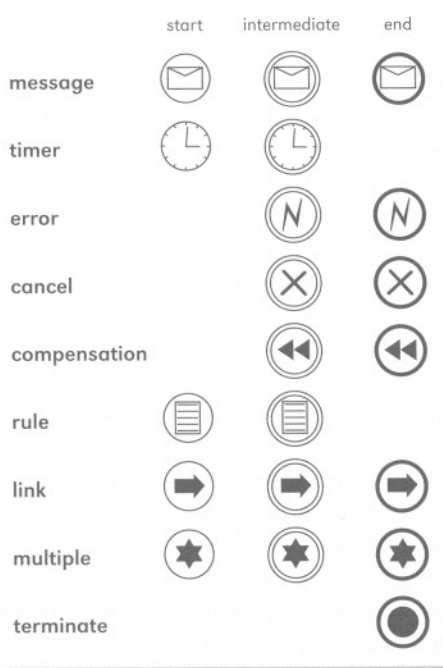 start intermediate end
message
timer
error
cancel
compensation
rule
link
multiple
terminate